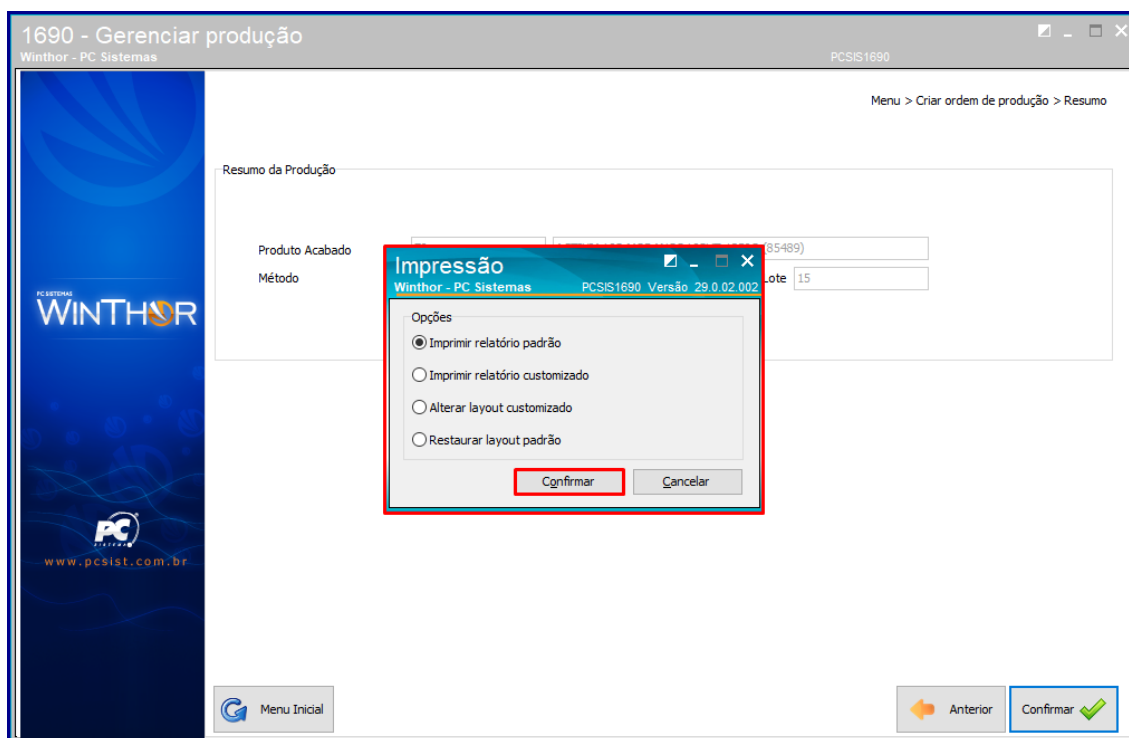 1690 - Gerenciar produção
Winthor - PC Sistemas
PCSIS1690
Menu > Criar ordem de produção > Resumo
Resumo da Produção
Produto Acabado
(85489)
Método
Lote 15
Impressão
Winthor - PC Sistemas PCSIS1690 Versão 29.0.02.002
Opções
Imprimir relatório padrão
Imprimir relatório customizado
Alterar layout customizado
Restaurar layout padrão
Confirmar Cancelar
PC SISTEMAS
WINTHOR
PC
SISTEMAS
www.pcsist.com.br
Menu Inicial
Anterior
Confirmar